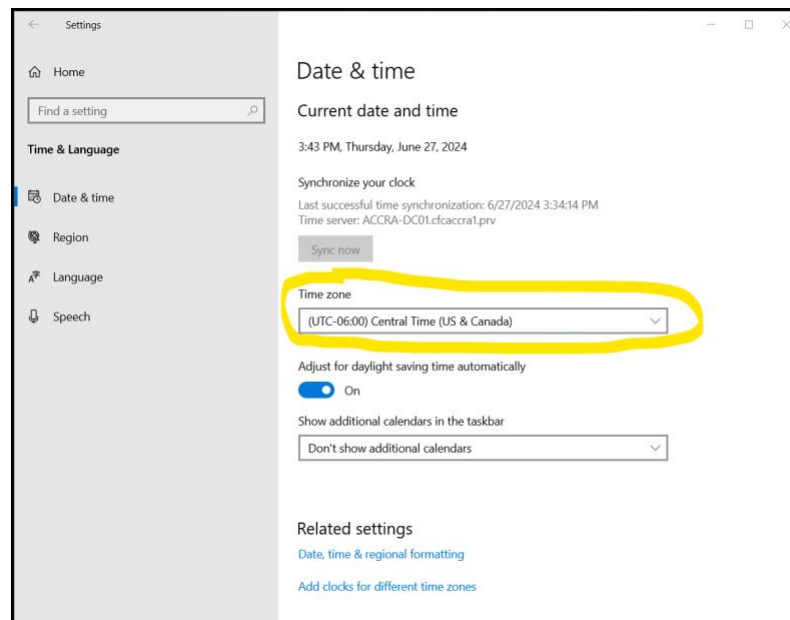 Settings
Home
Find a setting
Time & Language
Date & time
Region
Language
Speech
Date & time
Current date and time
3:43 PM, Thursday, June 27, 2024
Synchronize your clock
Last successful time synchronization: 6/27/2024 3:34:14 PM
Time server: ACCRA-DC01.cfcaccra1.prv
Sync now
Time zone
(UTC-06:00) Central Time (US & Canada)
Adjust for daylight saving time automatically
On
Show additional calendars in the taskbar
Don't show additional calendars
Related settings
Date, time & regional formatting
Add clocks for different time zones